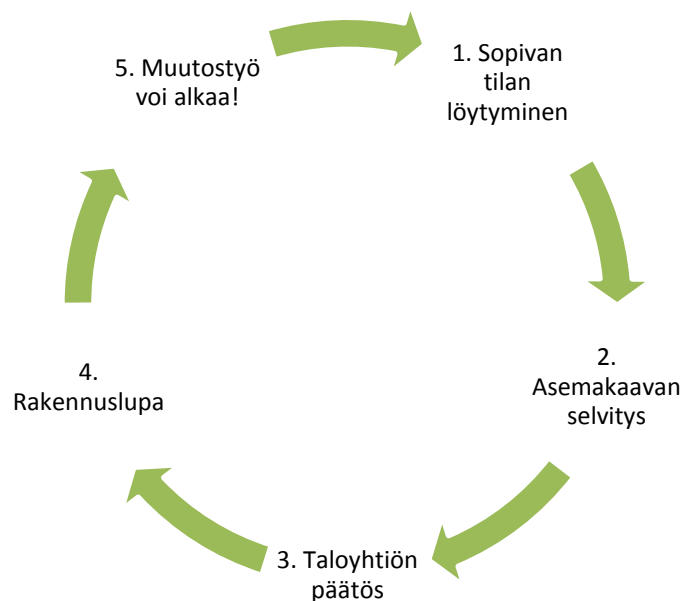 1. Sopivan
tilan
löytyminen
2.
Asemakaavan
selvitys
3. Taloyhtiön
päätös
4.
Rakennuslupa
5. Muutostyö
voi alkaa!